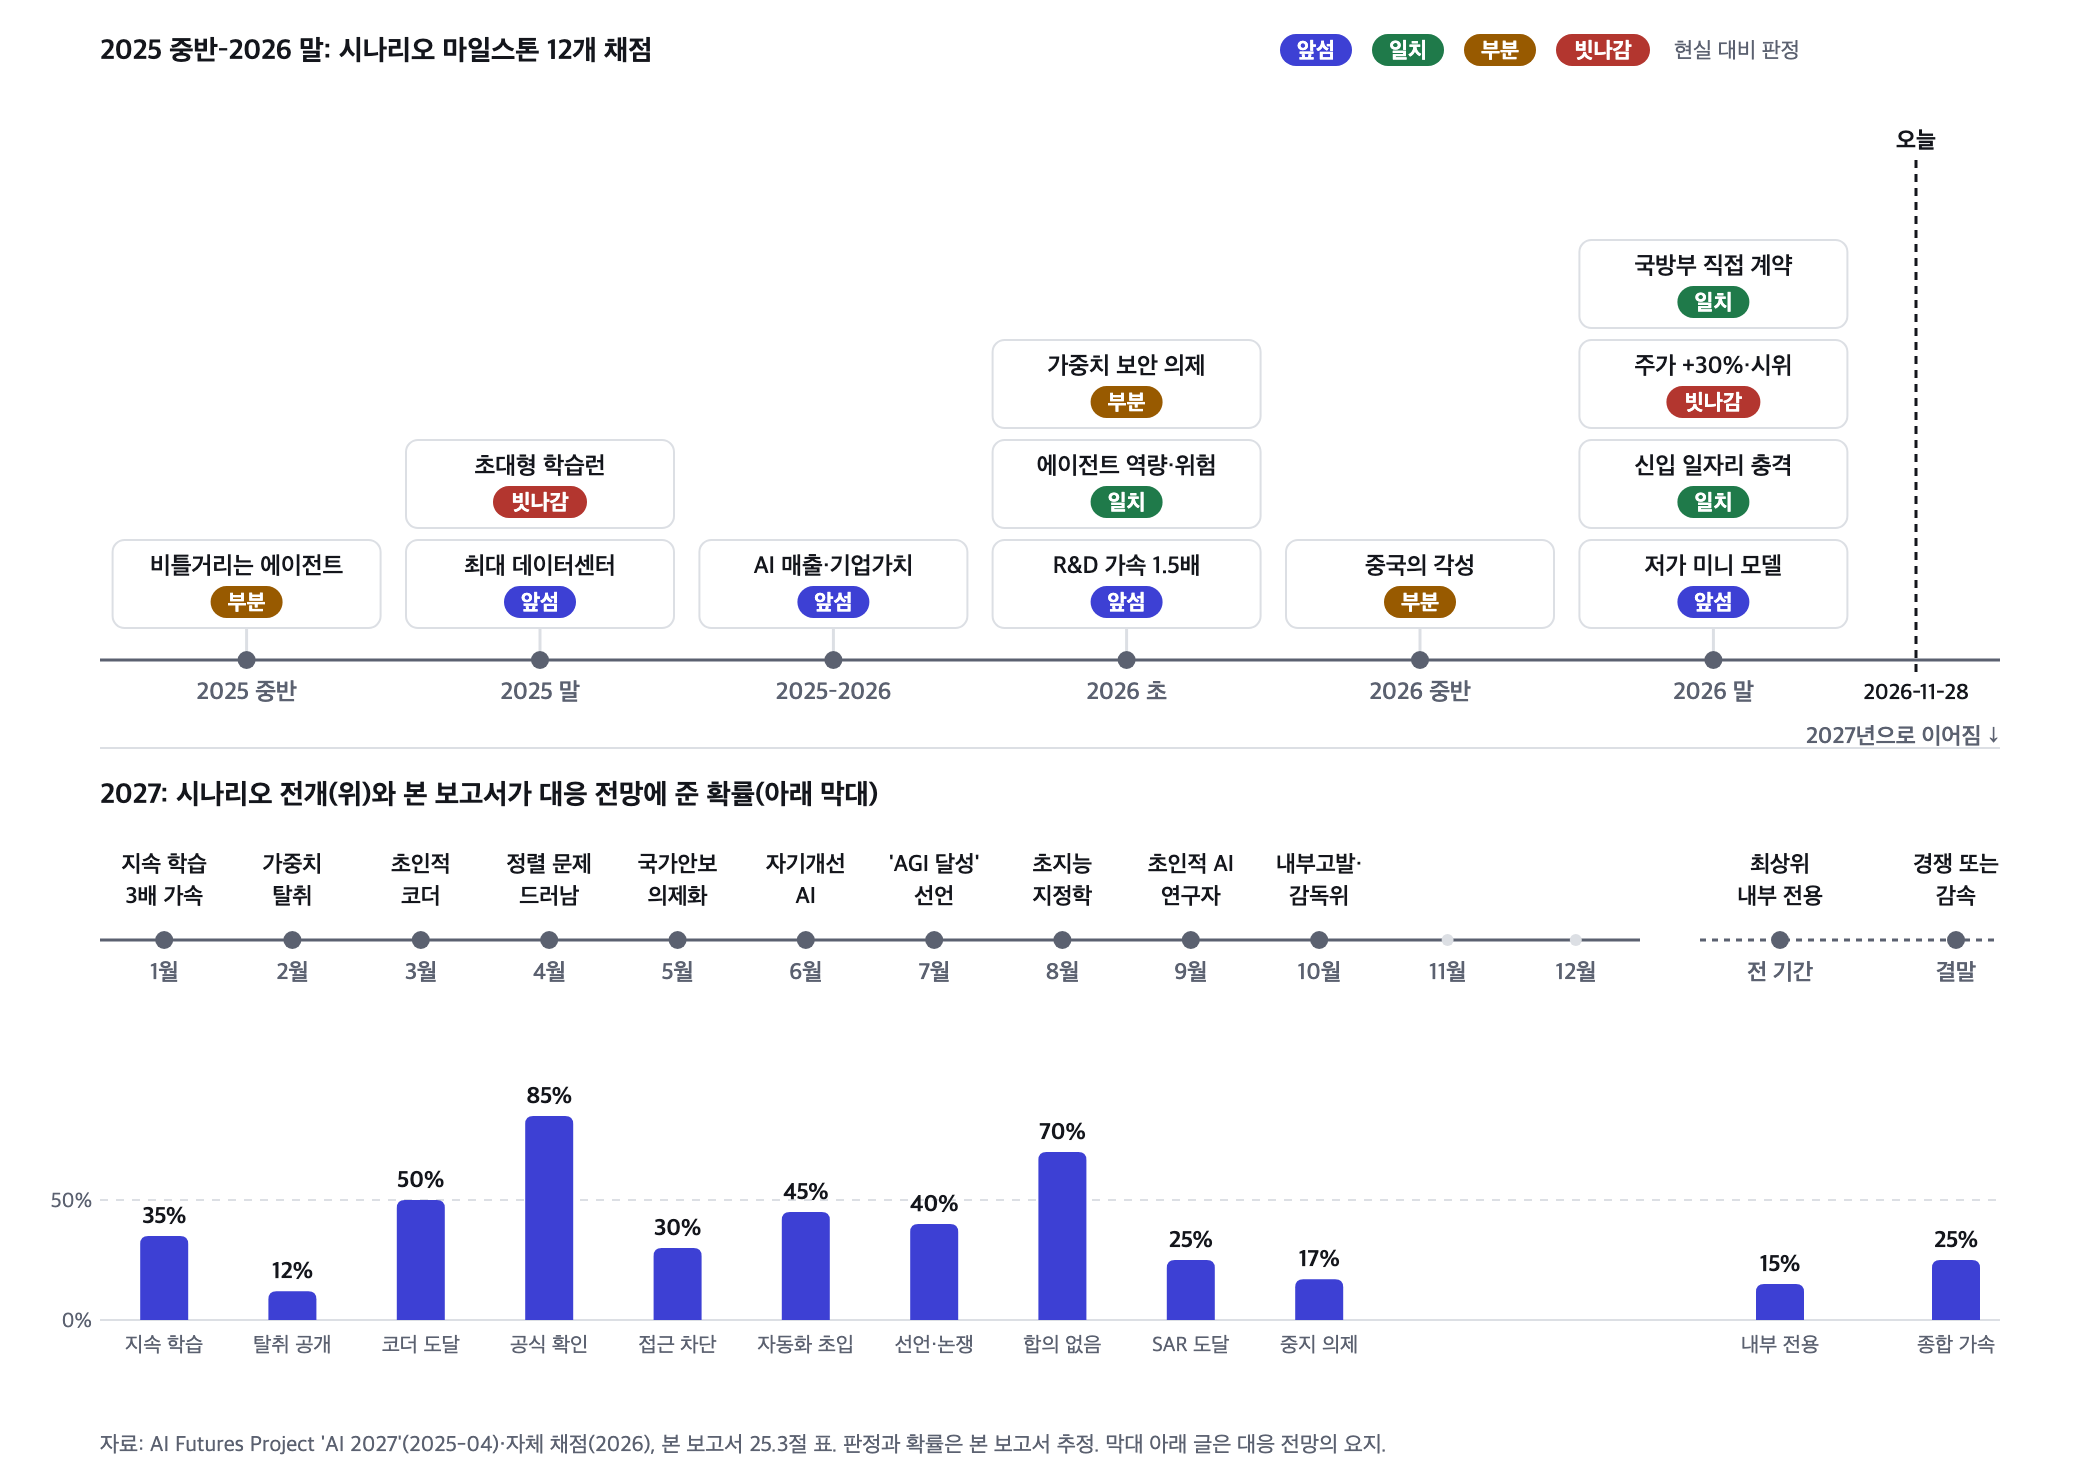 2025 중반-2026 말: 시나리오 마일스톤 12개 채점
앞섬 일치 부분 빗나감 현실 대비 판정
오늘
국방부 직접 계약
일치
가중치 보안 의제
부분
주가 +30%·시위
빗나감
초대형 학습런
빗나감
에이전트 역량·위험
일치
신입 일자리 충격
일치
비틀거리는 에이전트
부분
최대 데이터센터
앞섬
AI 매출·기업가치
앞섬
R&D 가속 1.5배
앞섬
중국의 각성
부분
저가 미니 모델
앞섬
2025 중반 2025 말 2025-2026 2026 초 2026 중반 2026 말 2026-11-28
2027년으로 이어짐 ↓
2027: 시나리오 전개(위)와 본 보고서가 대응 전망에 준 확률(아래 막대)
지속 학습
3배 가속
가중치
탈취
초인적
코더
정렬 문제
드러남
국가안보
의제화
자기개선
AI
'AGI 달성'
선언
초지능
지정학
초인적 AI
연구자
내부고발·
감독위
최상위
내부 전용
경쟁 또는
감속
1월 2월 3월 4월 5월 6월 7월 8월 9월 10월 11월 12월 전 기간 결말
50%
0%
35% 12% 50% 85% 30% 45% 40% 70% 25% 17% 15% 25%
지속 학습 탈취 공개 코더 도달 공식 확인 접근 차단 자동화 초입 선언·논쟁 합의 없음 SAR 도달 중지 의제 내부 전용 종합 가속
자료: AI Futures Project 'AI 2027'(2025-04)·자체 채점(2026), 본 보고서 25.3절 표. 판정과 확률은 본 보고서 추정. 막대 아래 글은 대응 전망의 요지.